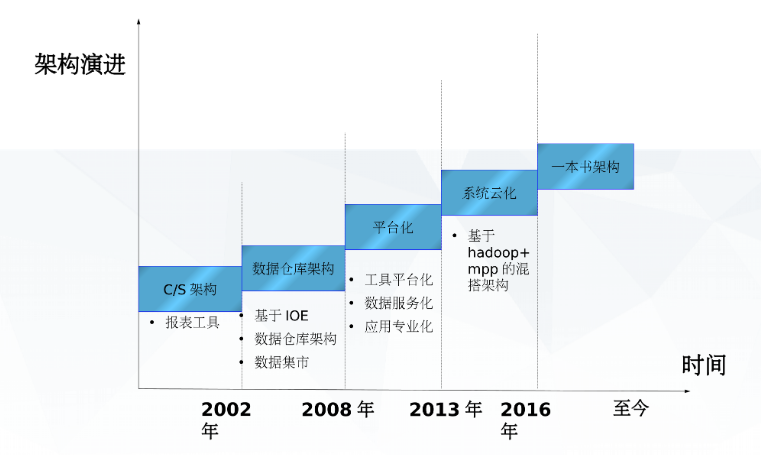 架构演进
一本书架构
系统云化
平台化
数据仓库架构
C/S 架构
• 报表工具
• 基于 IOE
• 数据仓库架构
• 数据集市
• 工具平台化
• 数据服务化
• 应用专业化
• 基于
hadoop+
mpp 的混
搭架构
时间
2002
年
2008 年
2013 年
2016
年
至今